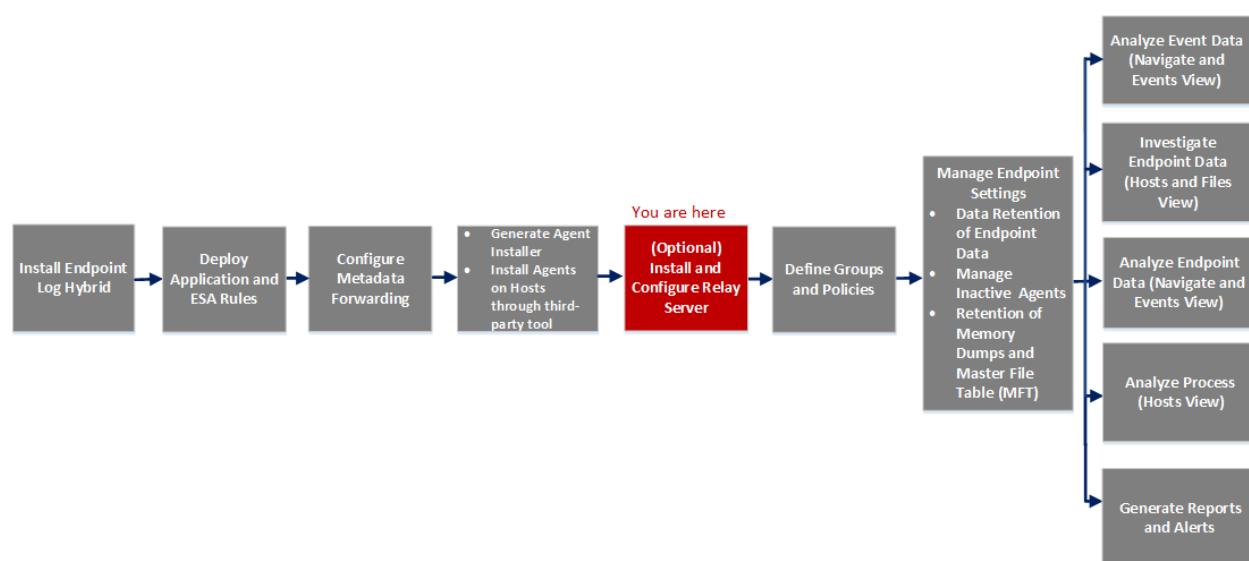 Install Endpoint
Log Hybrid
Deploy
Application and
ESA Rules
Configure
Metadata
Forwarding
• Generate Agent
Installer
• Install Agents
on Hosts
through third-
party tool
You are here
(Optional)
Install and
Configure Relay
Server
Define Groups
and Policies
Manage Endpoint
Settings
• Data Retention
of Endpoint
Data
• Manage
Inactive Agents
• Retention of
Memory
Dumps and
Master File
Table (MFT)
Analyze Event Data
(Navigate and
Events View)
Investigate
Endpoint Data
(Hosts and Files
View)
Analyze Endpoint
Data (Navigate and
Events View)
Analyze Process
(Hosts View)
Generate Reports
and Alerts